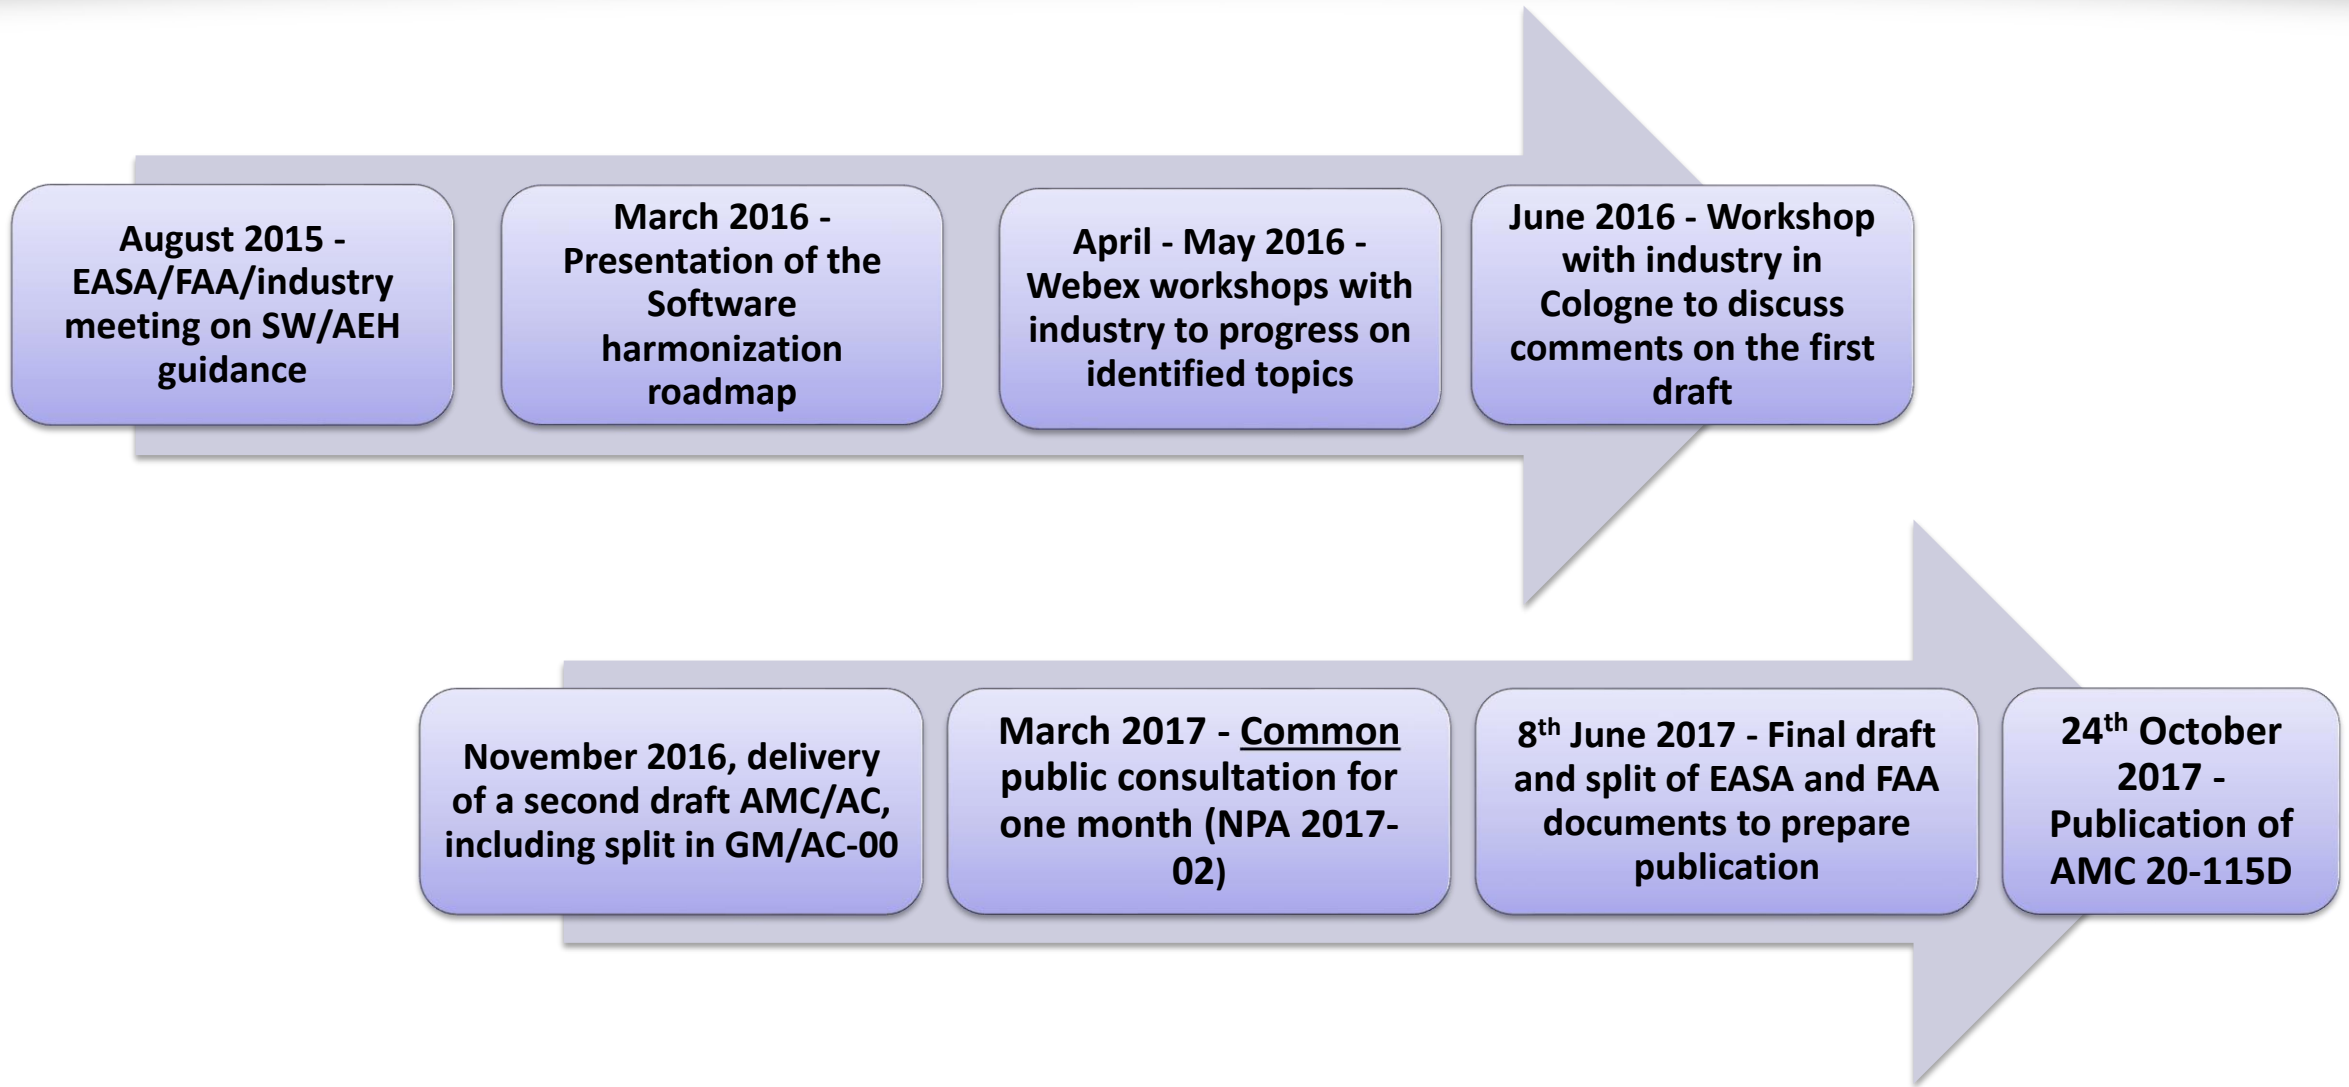 August 2015 -
EASA/FAA/industry
meeting on SW/AEH
guidance
March 2016 -
Presentation of the
Software
harmonization
roadmap
April - May 2016 -
Webex workshops with
industry to progress on
identified topics
June 2016 - Workshop
with industry in
Cologne to discuss
comments on the first
draft
November 2016, delivery
of a second draft AMC/AC,
including split in GM/AC-00
March 2017 - Common
public consultation for
one month (NPA 2017-
02)
8th June 2017 - Final draft
and split of EASA and FAA
documents to prepare
publication
24th October
2017 -
Publication of
AMC 20-115D